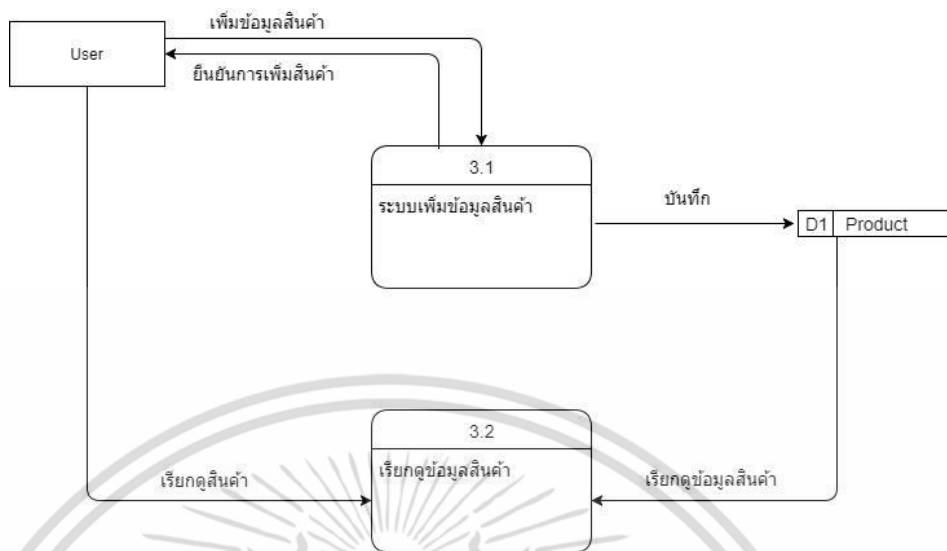 เพิ่มข้อมูลสินค้า
User
ยืนยันการเพิ่มสินค้า
3.1
ระบบเพิ่มข้อมูลสินค้า
บันทึก
D1 Product
3.2
เรียกดูข้อมูลสินค้า
เรียกดูสินค้า
เรียกดูข้อมูลสินค้า